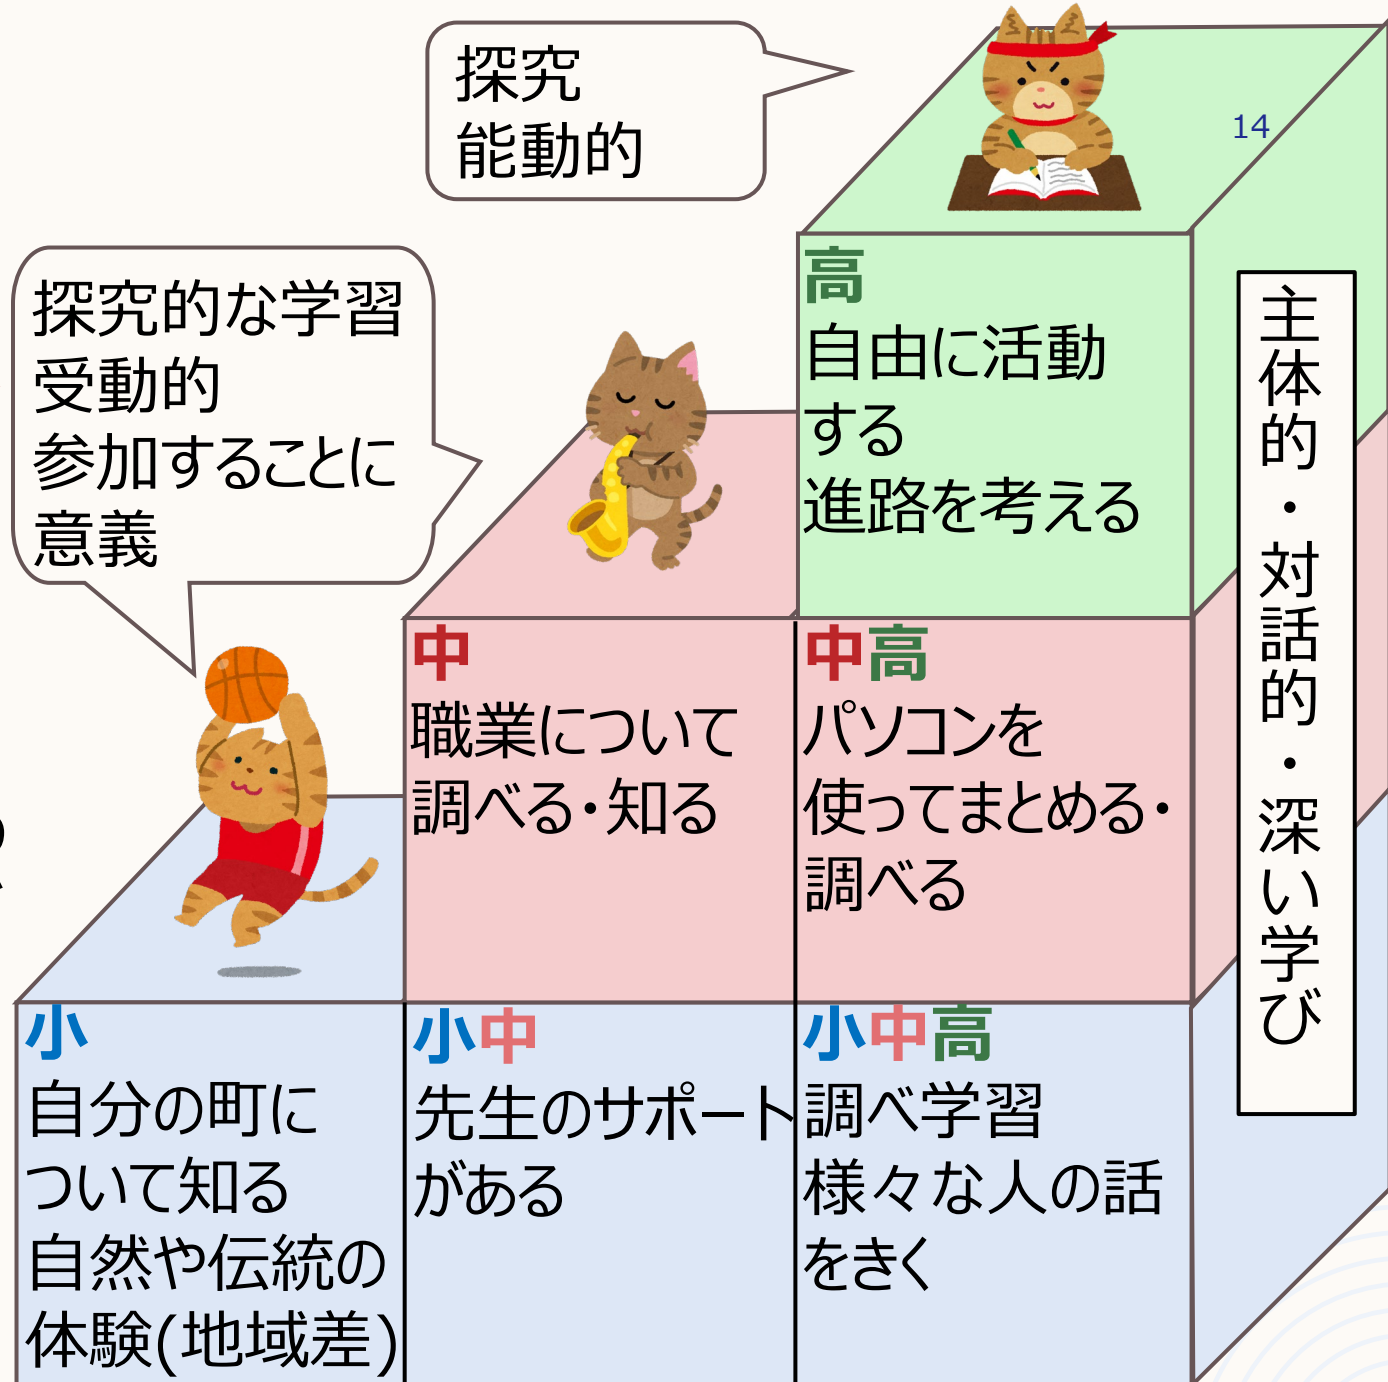 探究
能動的
14
探究的な学習
受動的
参加することに
意義
高
自由に活動
する
進路を考える
主体的・対話的・深い学び
中
職業について
調べる・知る
中高
パソコンを
使ってまとめる・
調べる
小
自分の町に
ついて知る
自然や伝統の
体験(地域差)
小中
先生のサポート
がある
小中高
調べ学習
様々な人の話
をきく